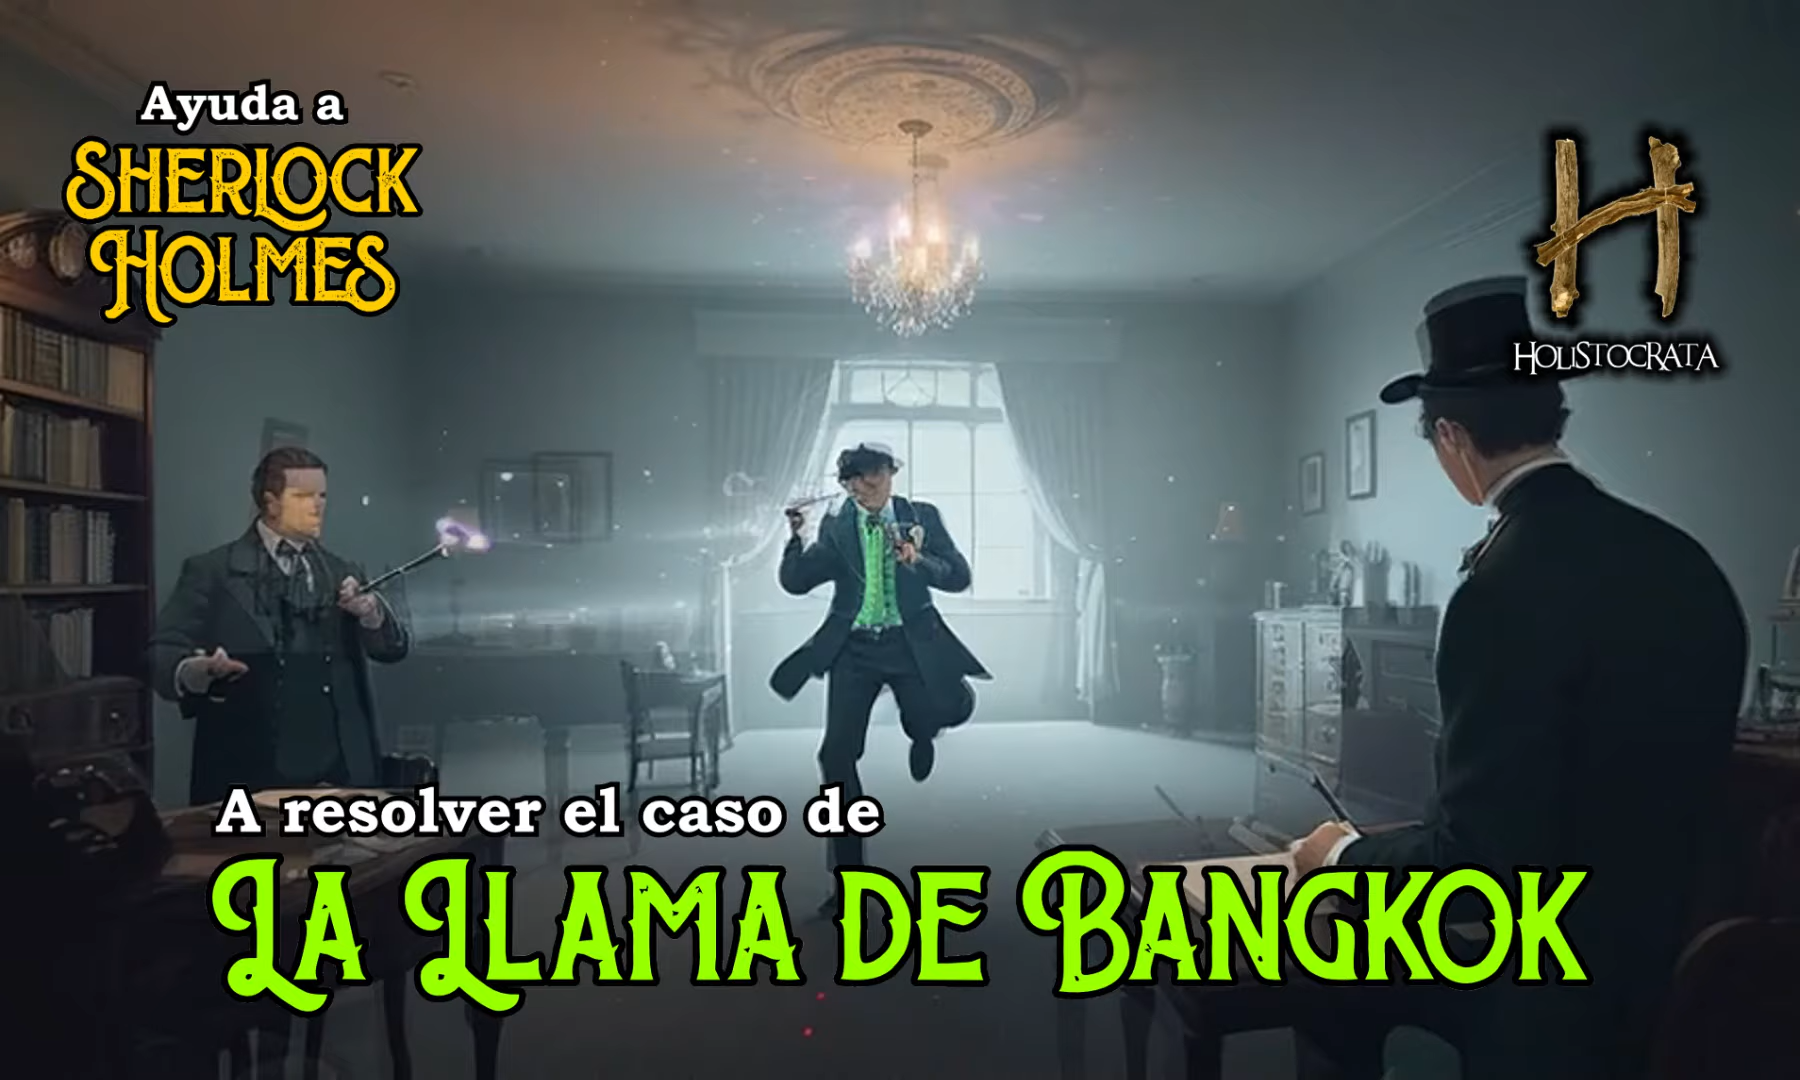 Ayuda a
SHERLOCK
HOLMES
HOLISTOCRATA
A resolver el caso de
LA LLAMA DE BANGKOK